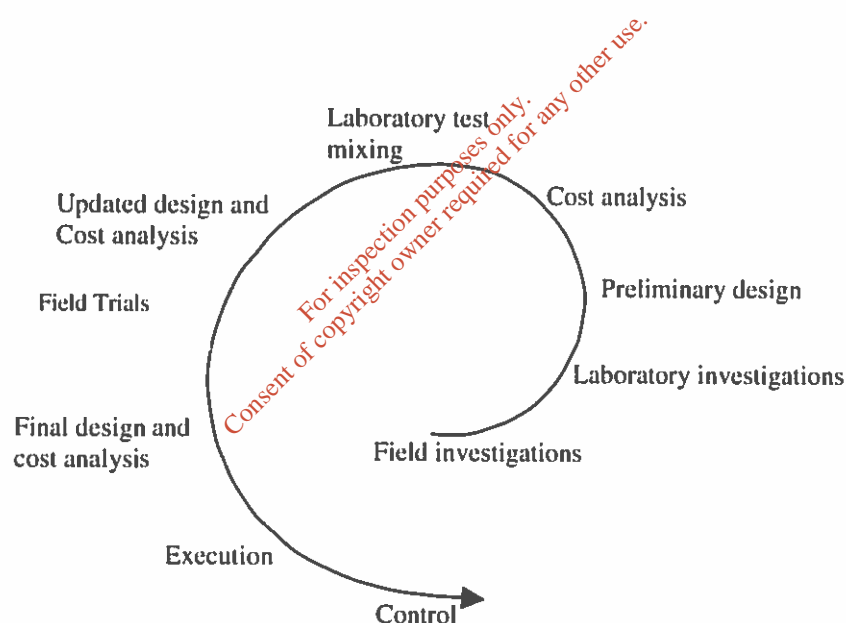 Laboratory test
mixing
Cost analysis
Updated design and
Cost analysis
Preliminary design
Field Trials
Laboratory investigations
Final design and
cost analysis
Field investigations
Execution
Control
For inspection purposes only.
Consent of copyright owner required for any other use.